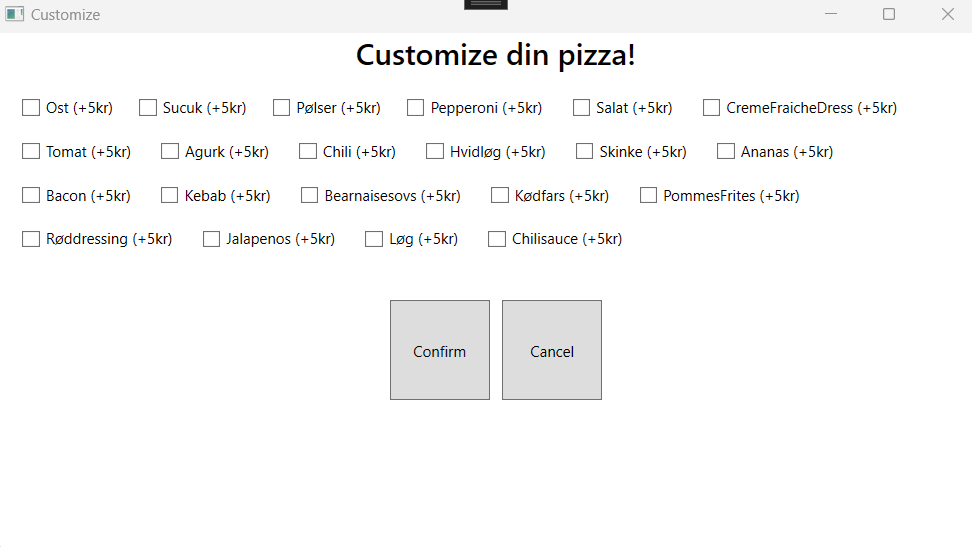 Customize
Customize din pizza!
Ost (+5kr) Sucuk (+5kr) Pølser (+5kr) Pepperoni (+5kr) Salat (+5kr) CremeFraicheDress (+5kr)
Tomat (+5kr) Agurk (+5kr) Chili (+5kr) Hvidløg (+5kr) Skinke (+5kr) Ananas (+5kr)
Bacon (+5kr) Kebab (+5kr) Bearnaisesovs (+5kr) Kødfars (+5kr) PommesFrites (+5kr)
Røddressing (+5kr) Jalapenos (+5kr) Løg (+5kr) Chilisauce (+5kr)
Confirm Cancel